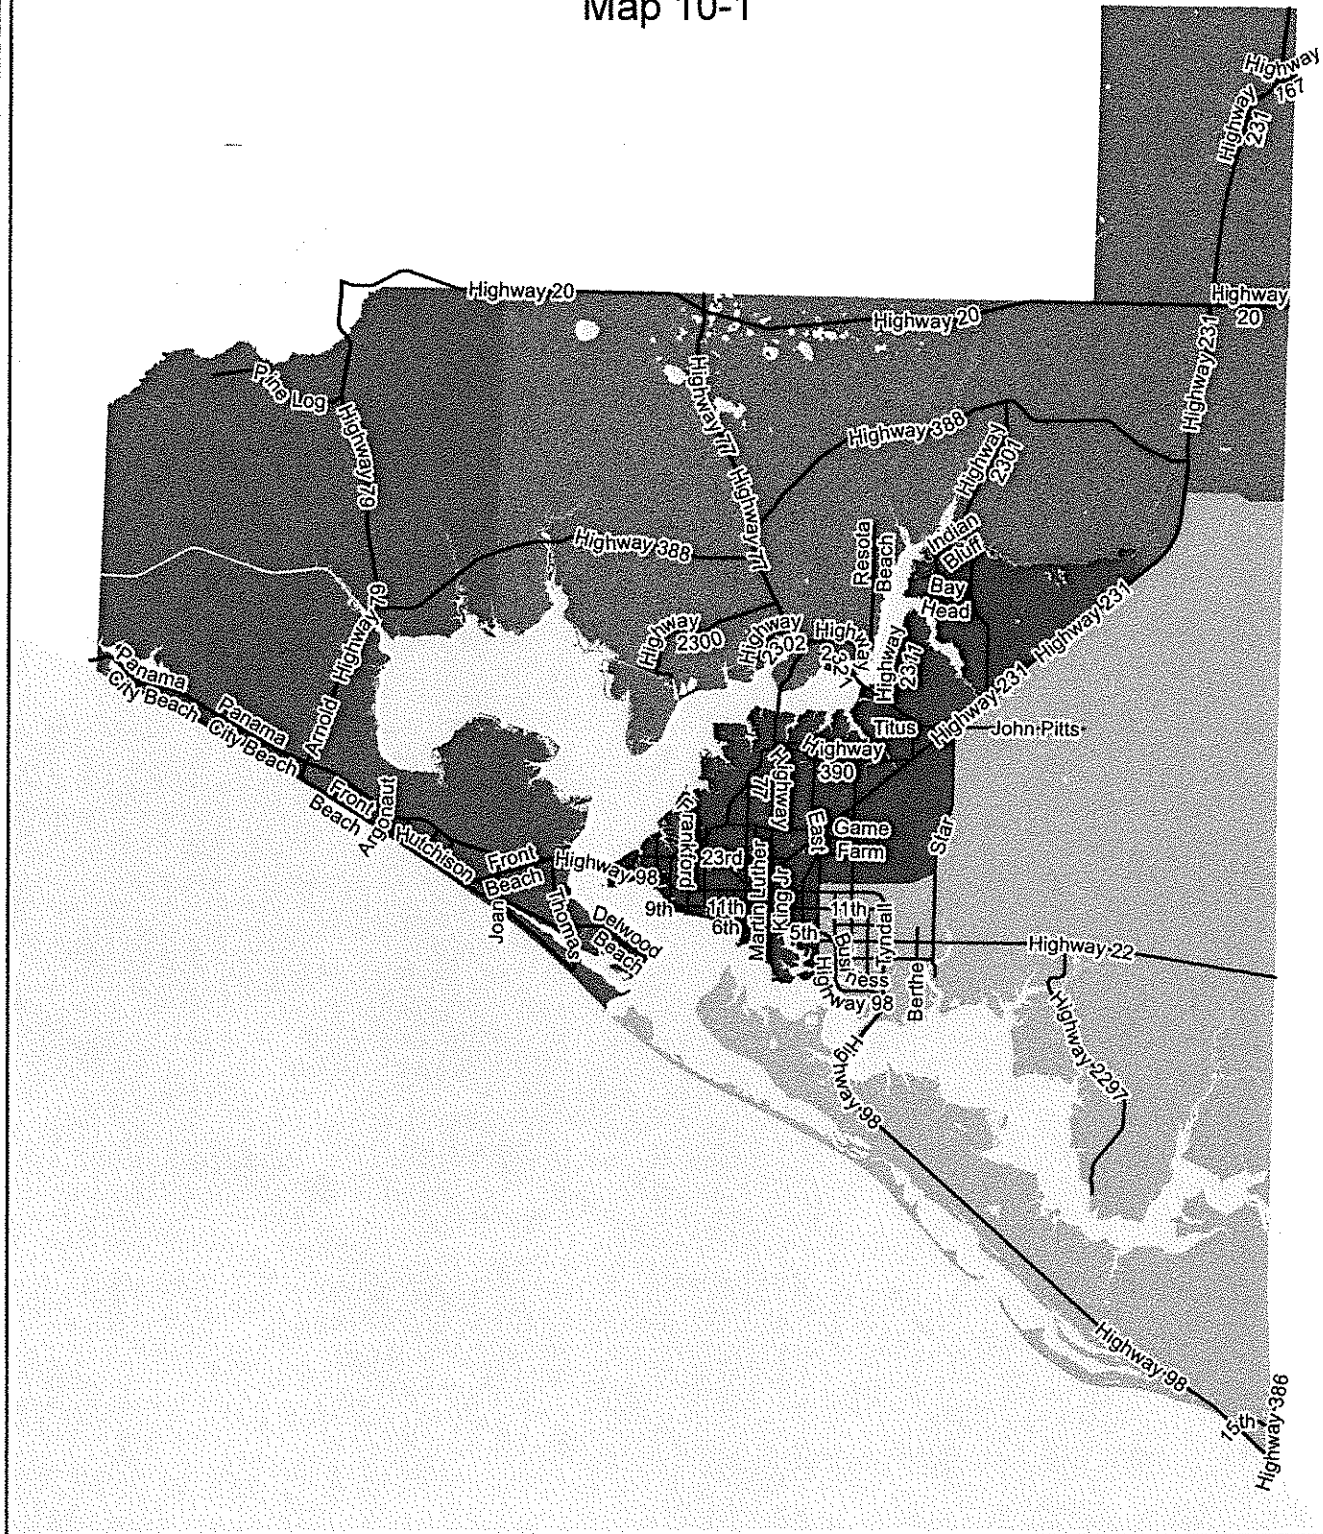 Map 10-1
Highway
167
Highway
231
Highway 20
Highway 20
Highway
20
Highway 231
Pine Log
Highway 79
Highway 77
Highway 388
Highway
2301
Highway 77
Highway 388
Resota
Beach
Indian
Bluff
Bay
Head
Highway 231
Highway
2300
Highway
2302
Highway
2311
Highway 79
Arnold
Panama
City Beach
Panama
City Beach
Highway 231
Titus
John Pitts
Highway
390
Highway
77
Front
Beach
Argonaut
Hutchison
Frankford
East
Game
Farm
Star
Front
Beach
Highway 98
23rd
Martin Luther
King Jr
Joan
Thomas
Delwood
Beach
9th
11th
11th
6th
5th
Business
Tyndall
Highway 22
Highway 98
Berthe
Highway 2297
Highway 98
Highway 98
15th
Highway 386